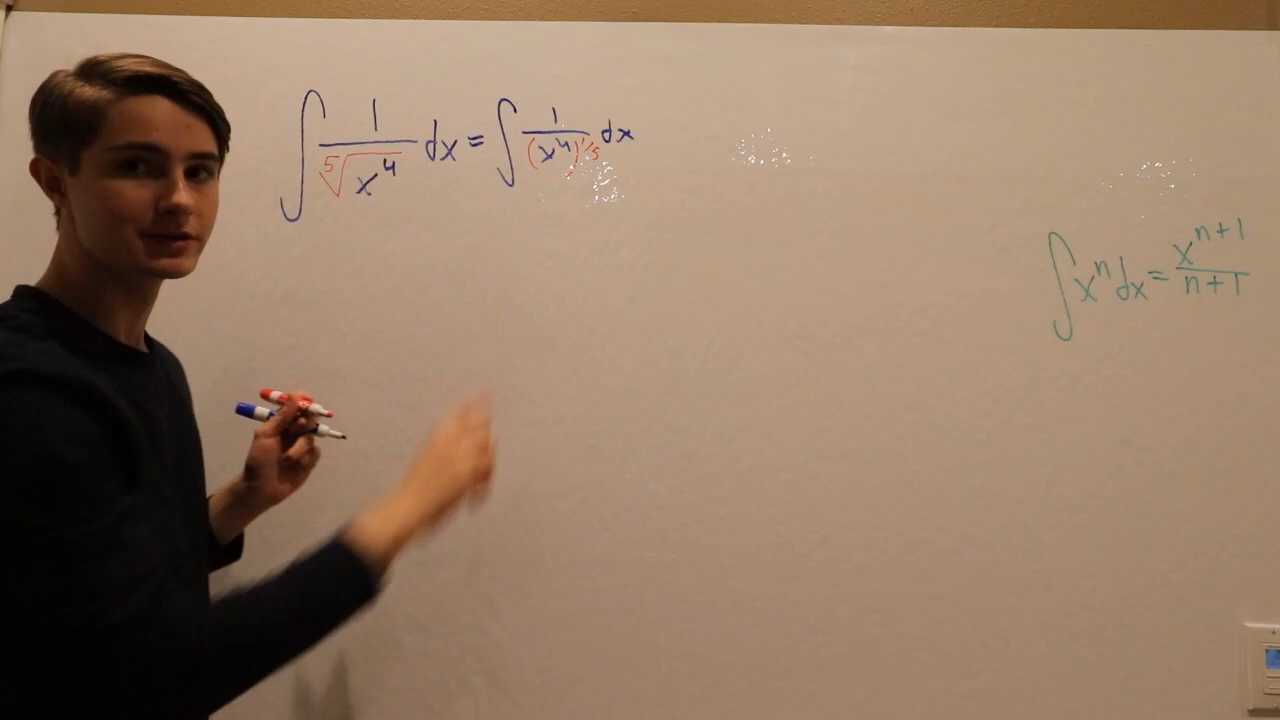 ∫ 1/⁵√x⁴ dx = ∫ 1/(x⁴)^1/5 dx
∫ xⁿ dx = x^n+1/n+1